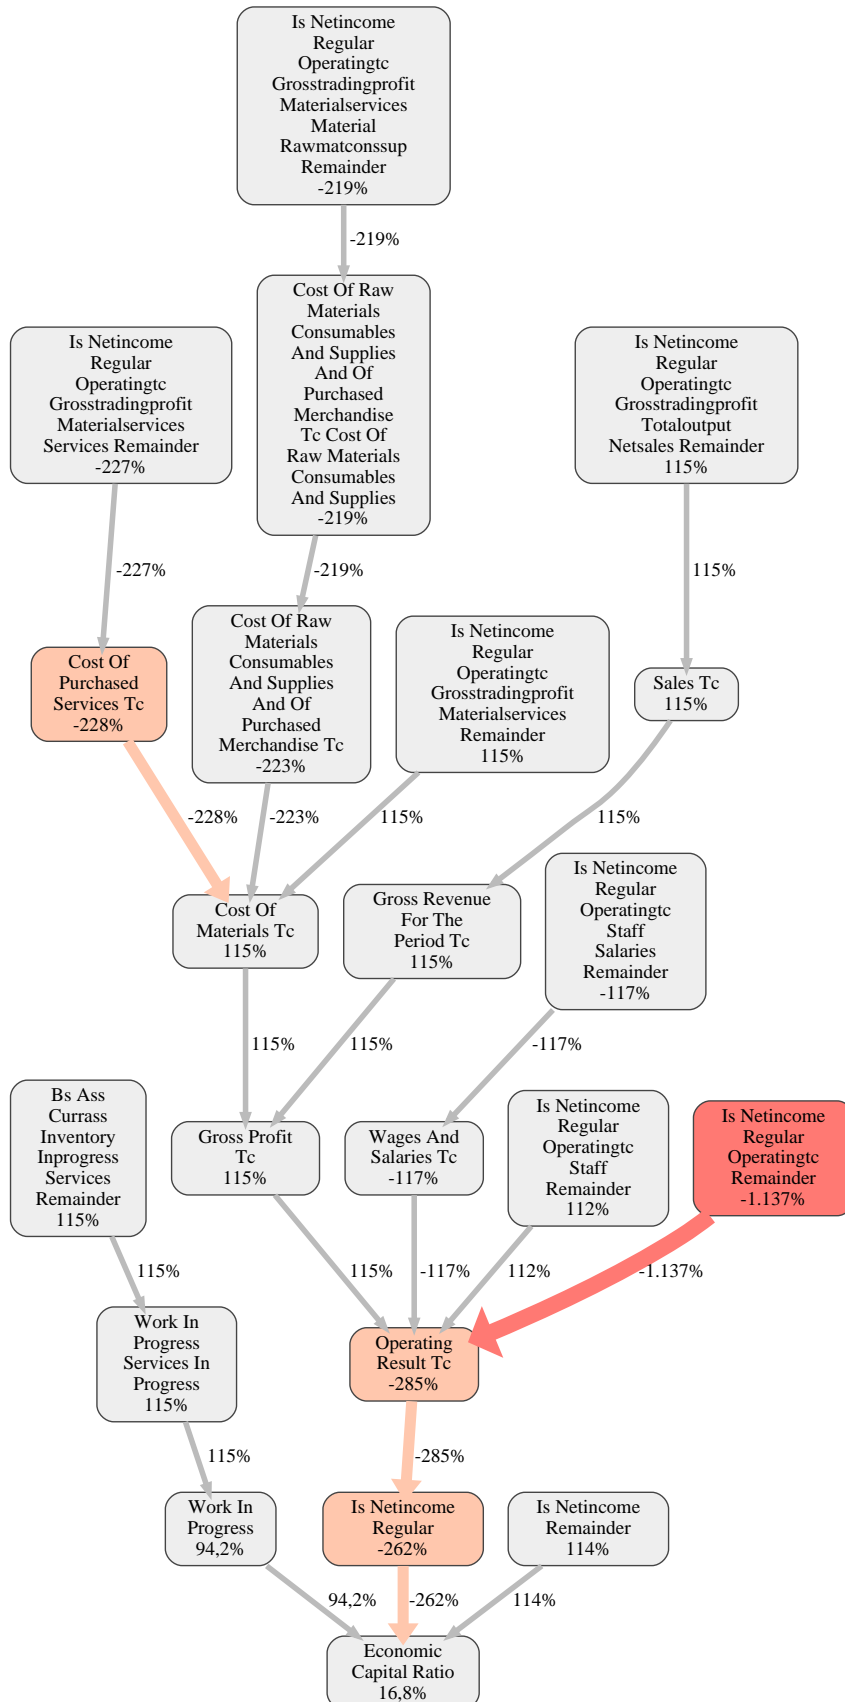 Is Netincome
Regular
Operatingtc
Grosstradingprofit
Materialservices
Material
Rawmatconssup
Remainder
-219%
-219%
Cost Of Raw
Materials
Consumables
And Supplies
And Of
Purchased
Merchandise
Tc Cost Of
Raw Materials
Consumables
And Supplies
-219%
Is Netincome
Regular
Operatingtc
Grosstradingprofit
Materialservices
Services Remainder
-227%
Is Netincome
Regular
Operatingtc
Grosstradingprofit
Totaloutput
Netsales Remainder
115%
-227%
-219%
115%
Cost Of
Purchased
Services Tc
-228%
Cost Of Raw
Materials
Consumables
And Supplies
And Of
Purchased
Merchandise Tc
-223%
Is Netincome
Regular
Operatingtc
Grosstradingprofit
Materialservices
Remainder
115%
Sales Tc
115%
-228%
-223%
115%
115%
Cost Of
Materials Tc
115%
Gross Revenue
For The
Period Tc
115%
Is Netincome
Regular
Operatingtc
Staff
Salaries
Remainder
-117%
115%
115%
-117%
Bs Ass
Currass
Inventory
Inprogress
Services
Remainder
115%
Gross Profit
Tc
115%
Wages And
Salaries Tc
-117%
Is Netincome
Regular
Operatingtc
Staff
Remainder
112%
Is Netincome
Regular
Operatingtc
Remainder
-1.137%
115%
115%
-117%
112%
-1.137%
Work In
Progress
Services In
Progress
115%
Operating
Result Tc
-285%
115%
-285%
Work In
Progress
94,2%
Is Netincome
Regular
-262%
Is Netincome
Remainder
114%
94,2%
-262%
114%
Economic
Capital Ratio
16,8%